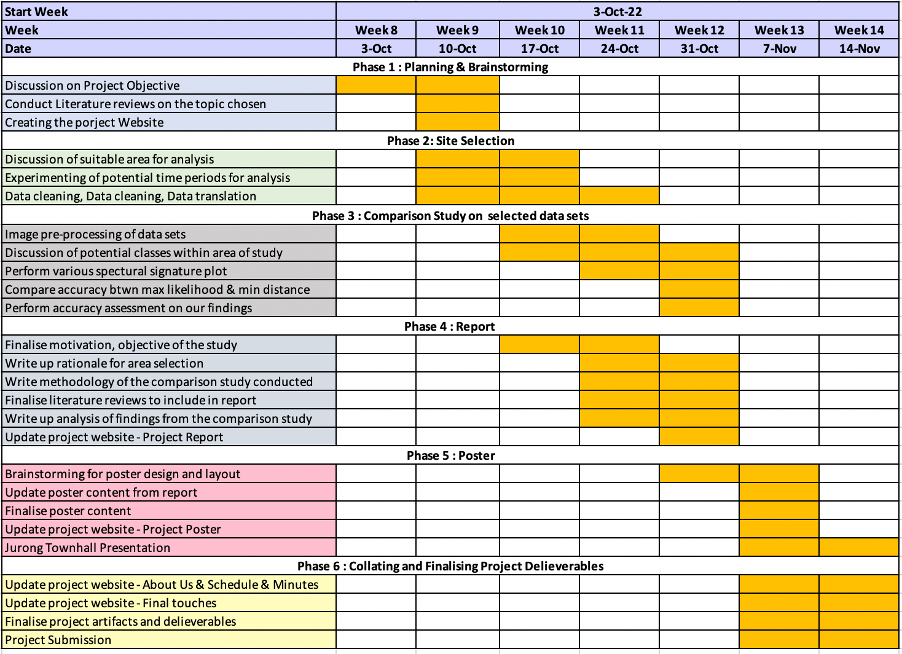 Start Week 3-Oct-22
Week Week 8 Week 9 Week 10 Week 11 Week 12 Week 13 Week 14
Date 3-Oct 10-Oct 17-Oct 24-Oct 31-Oct 7-Nov 14-Nov
Phase 1 : Planning & Brainstorming
Discussion on Project Objective
Conduct Literature reviews on the topic chosen
Creating the porject Website
Phase 2: Site Selection
Discussion of suitable area for analysis
Experimenting of potential time periods for analysis
Data cleaning, Data cleaning, Data translation
Phase 3 : Comparison Study on selected data sets
Image pre-processing of data sets
Discussion of potential classes within area of study
Perform various spectural signature plot
Compare accuracy btwn max likelihood & min distance
Perform accuracy assessment on our findings
Phase 4 : Report
Finalise motivation, objective of the study
Write up rationale for area selection
Write methodology of the comparison study conducted
Finalise literature reviews to include in report
Write up analysis of findings from the comparison study
Update project website - Project Report
Phase 5 : Poster
Brainstorming for poster design and layout
Update poster content from report
Finalise poster content
Update project website - Project Poster
Jurong Townhall Presentation
Phase 6 : Collating and Finalising Project Delieverables
Update project website - About Us & Schedule & Minutes
Update project website - Final touches
Finalise project artifacts and delieverables
Project Submission